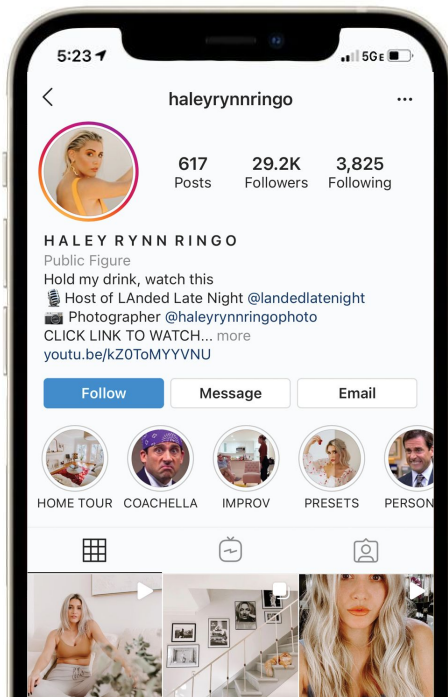 5:23
5GE
haleyrynnringo
617 29.2K 3,825
Posts Followers Following
HALEY RYNN RINGO
Public Figure
Hold my drink, watch this
🎙️ Host of LAnded Late Night @landedlatenight
📷 Photographer @haleyrynnringophoto
CLICK LINK TO WATCH... more
youtu.be/kZ0ToMYYVNU
Follow Message Email
HOME TOUR COACHELLA IMPROV PRESETS PERSON